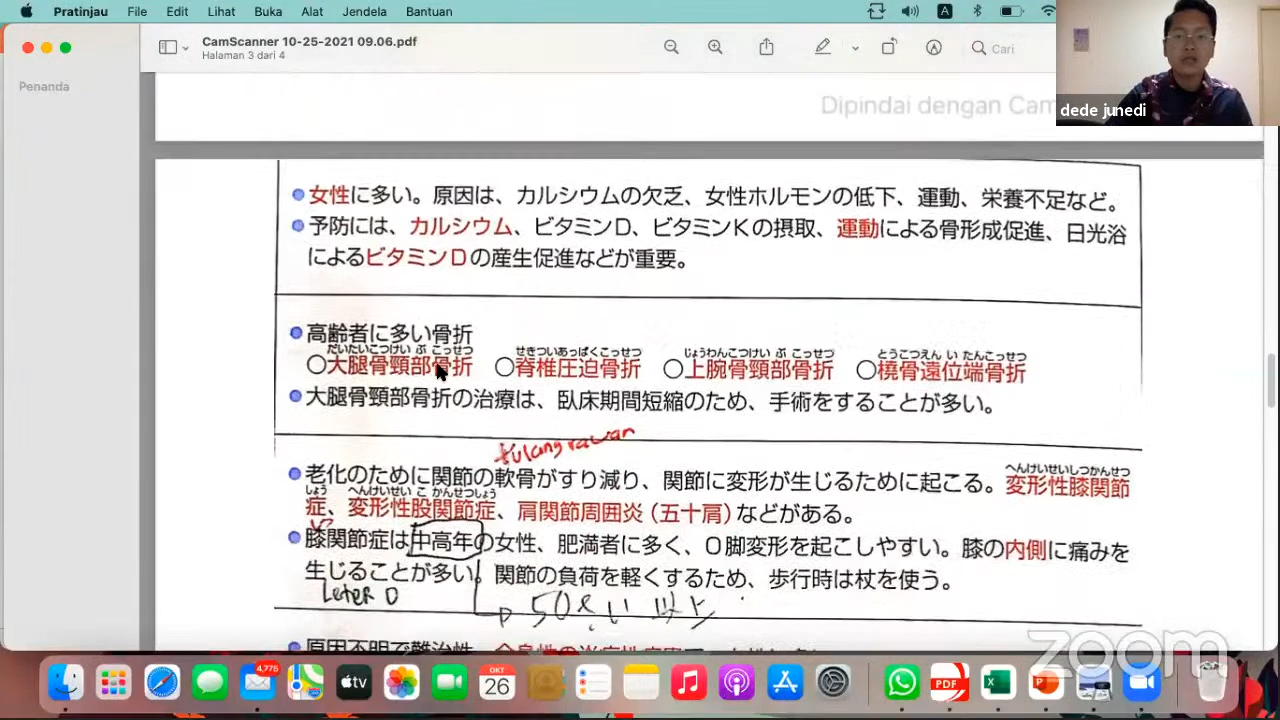 Pratinjau File Edit Lihat Buka Alat Jendela Bantuan
CamScanner 10-25-2021 09.06.pdf
Halaman 3 dari 4
Cari
Penanda
dede junedi
Dipindai dengan Cam
●女性に多い。原因は、カルシウムの欠乏、女性ホルモンの低下、運動、栄養不足など。
●予防には、カルシウム、ビタミンD、ビタミンKの摂取、運動による骨形成促進、日光浴
によるビタミンDの産生促進などが重要。
●高齢者に多い骨折
だいたいこつけい ぶ こっせつ せきついあっぱくこっせつ じょうわんこつけい ぶ こっせつ とうこつえん い たんこっせつ
○大腿骨頸部骨折 ○脊椎圧迫骨折 ○上腕骨頸部骨折 ○橈骨遠位端骨折
●大腿骨頸部骨折の治療は、臥床期間短縮のため、手術をすることが多い。
tulang rawan
へんけいせいしつかんせつ
●老化のために関節の軟骨がすり減り、関節に変形が生じるために起こる。変形性膝関節
しょう へんけいせい こ かんせつしょう
症、変形性股関節症、肩関節周囲炎（五十肩）などがある。
●膝関節症は中高年の女性、肥満者に多く、O脚変形を起こしやすい。膝の内側に痛みを
生じることが多い。関節の負荷を軽くするため、歩行時は杖を使う。
Leter O
50
zoom
4,775
OKT
26
tv
PDF